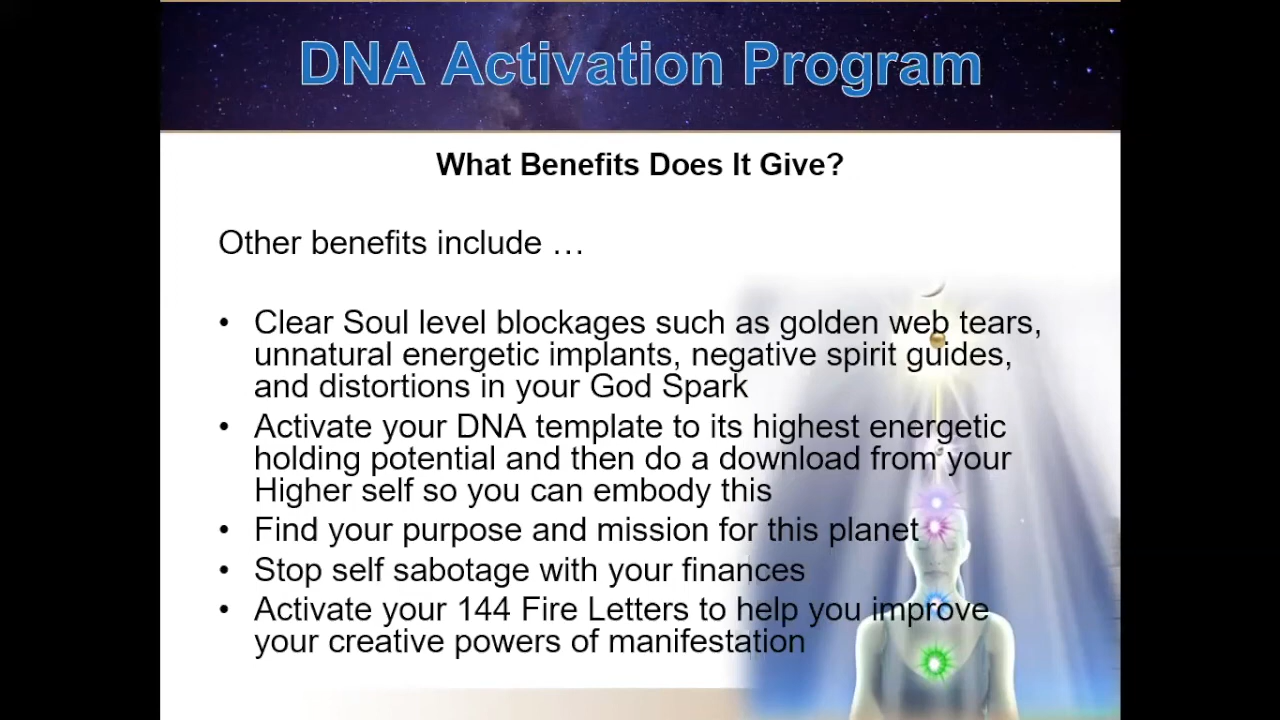 DNA Activation Program
What Benefits Does It Give?
Other benefits include …
• Clear Soul level blockages such as golden web tears,
unnatural energetic implants, negative spirit guides,
and distortions in your God Spark
• Activate your DNA template to its highest energetic
holding potential and then do a download from your
Higher self so you can embody this
• Find your purpose and mission for this planet
• Stop self sabotage with your finances
• Activate your 144 Fire Letters to help you improve
your creative powers of manifestation